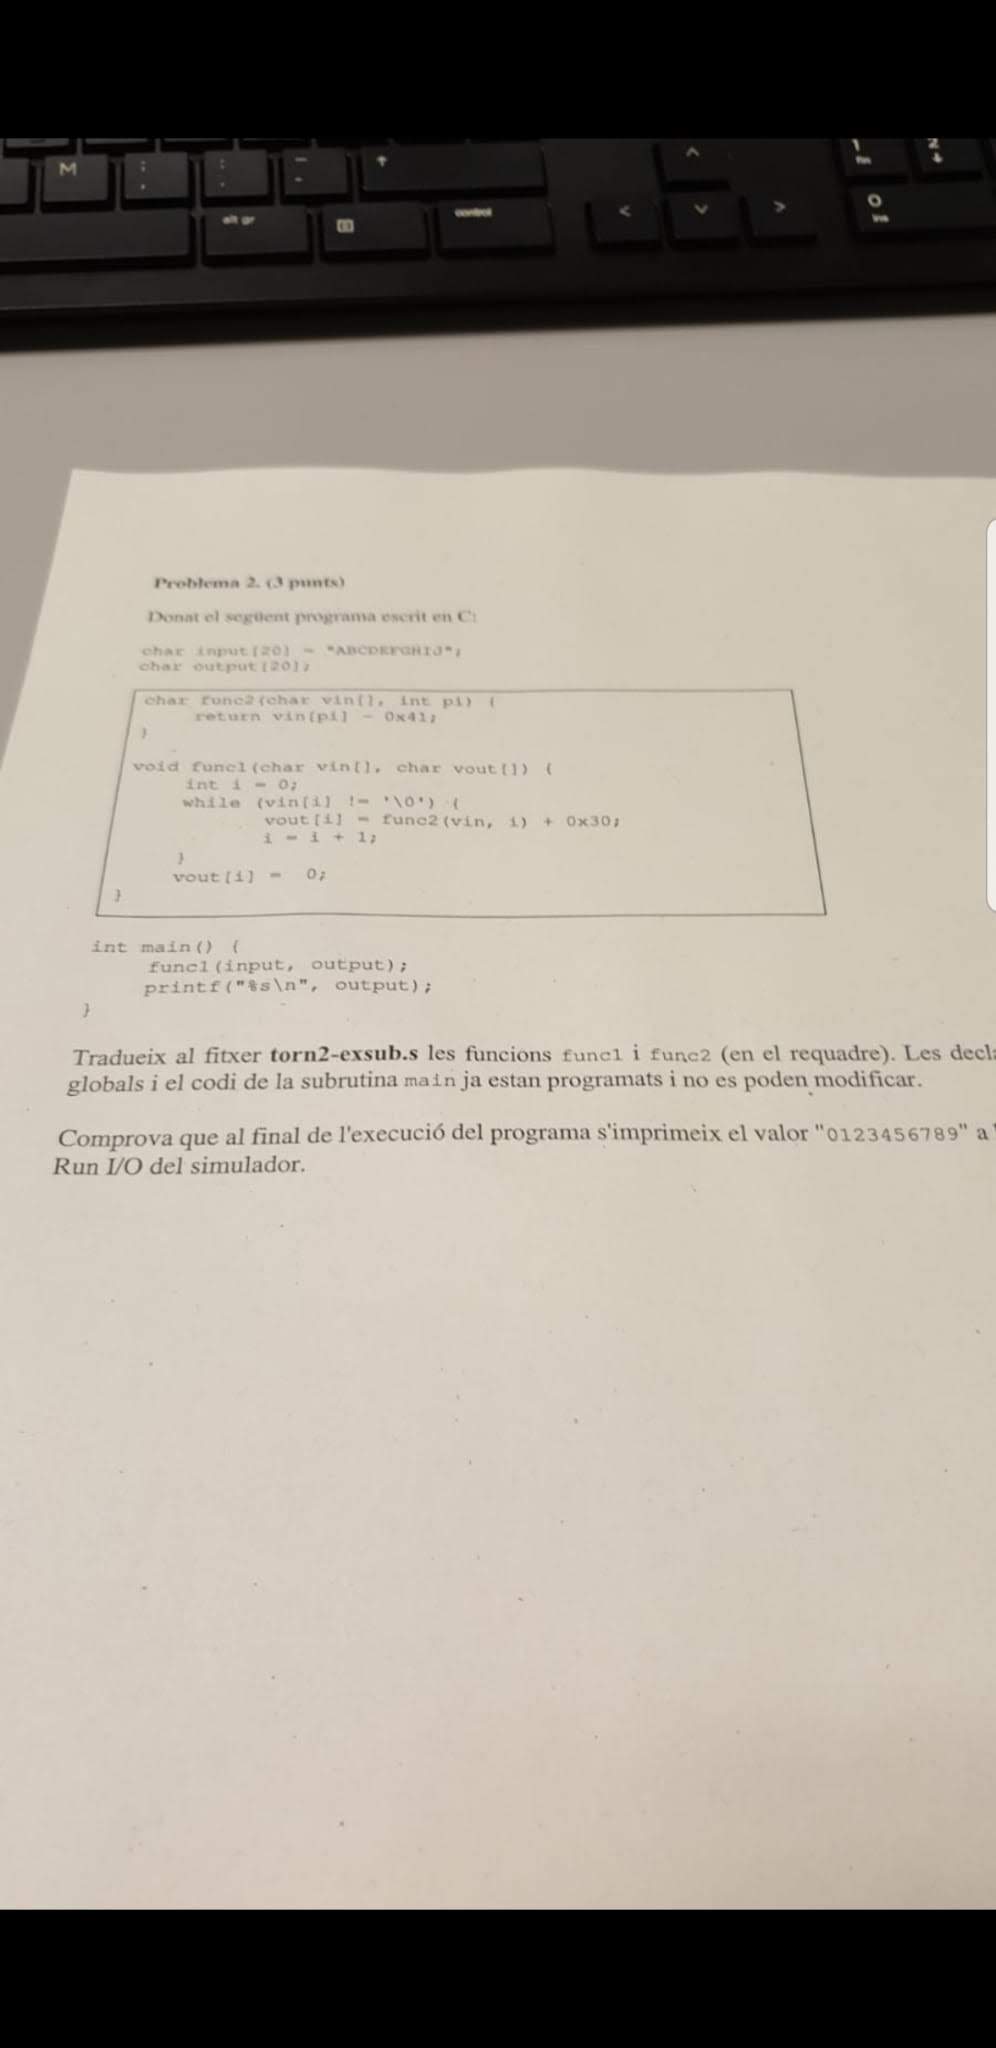 M ; , : . — - ↑ ^ 1 fin 2 ↓
alt gr control < ∨ > 0 ins
Problema 2. (3 punts)
Donat el següent programa escrit en C:
char input[20] = "ABCDEFGHIJ";
char output[20];
char func2(char vin[], int pi) {
return vin[pi] - 0x41;
}
void func1(char vin[], char vout[]) {
int i = 0;
while (vin[i] != '\0') {
vout[i] = func2(vin, i) + 0x30;
i = i + 1;
}
vout[i] = 0;
}
int main() {
func1(input, output);
printf("%s\n", output);
}
Tradueix al fitxer torn2-exsub.s les funcions func1 i func2 (en el requadre). Les decla
globals i el codi de la subrutina main ja estan programats i no es poden modificar.
Comprova que al final de l'execució del programa s'imprimeix el valor "0123456789" a
Run I/O del simulador.